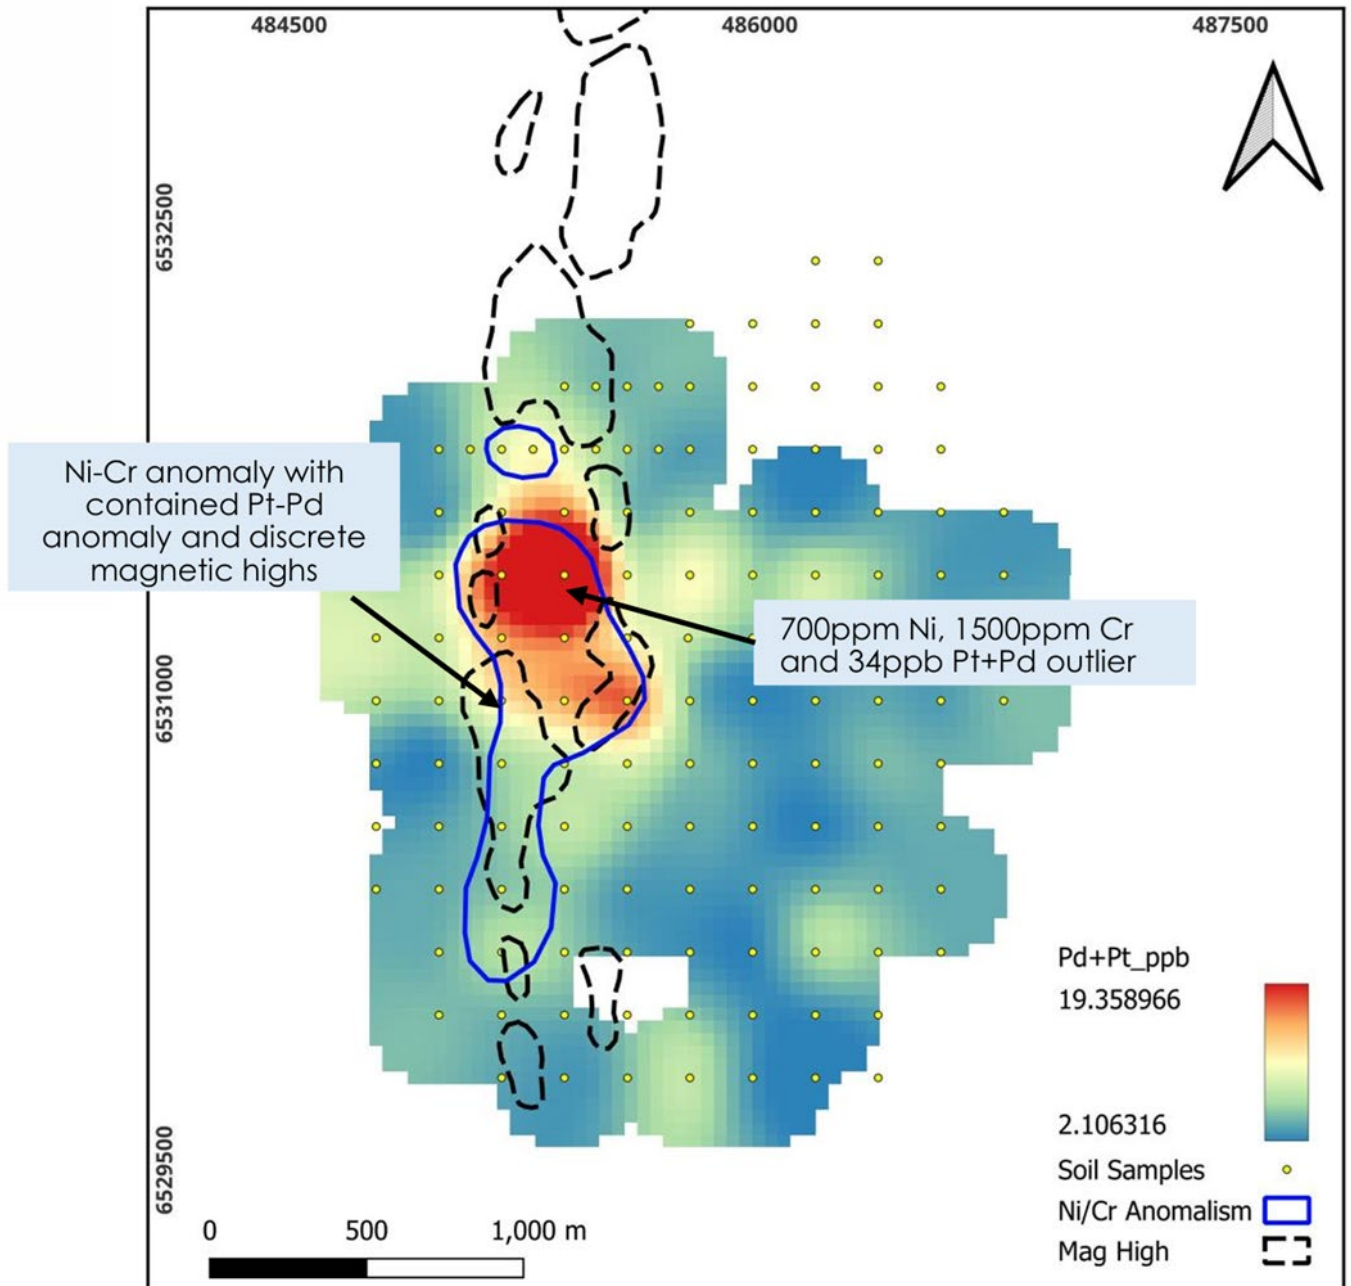 484500
486000
487500
6532500
Ni-Cr anomaly with
contained Pt-Pd
anomaly and discrete
magnetic highs
700ppm Ni, 1500ppm Cr
and 34ppb Pt+Pd outlier
6531000
Pd+Pt_ppb
19.358966
2.106316
6529500
Soil Samples
Ni/Cr Anomalism
Mag High
0
500
1,000 m